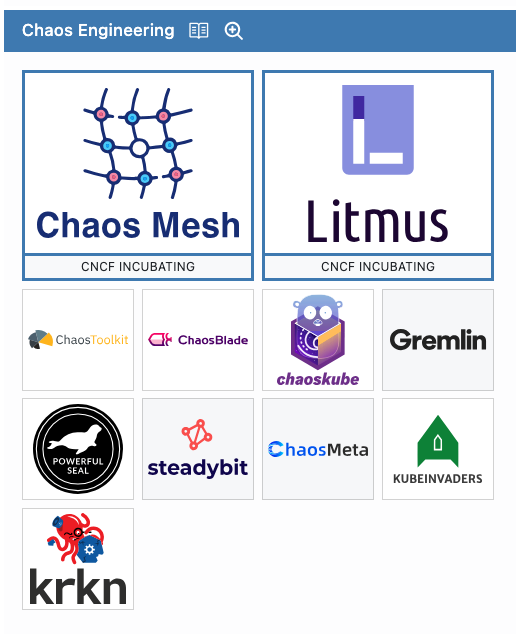 Chaos Engineering
Chaos Mesh
CNCF INCUBATING
Litmus
CNCF INCUBATING
ChaosToolkit
ChaosBlade
chaoskube
Gremlin
POWERFUL
SEAL
steadybit
ChaosMeta
KUBEINVADERS
krkn